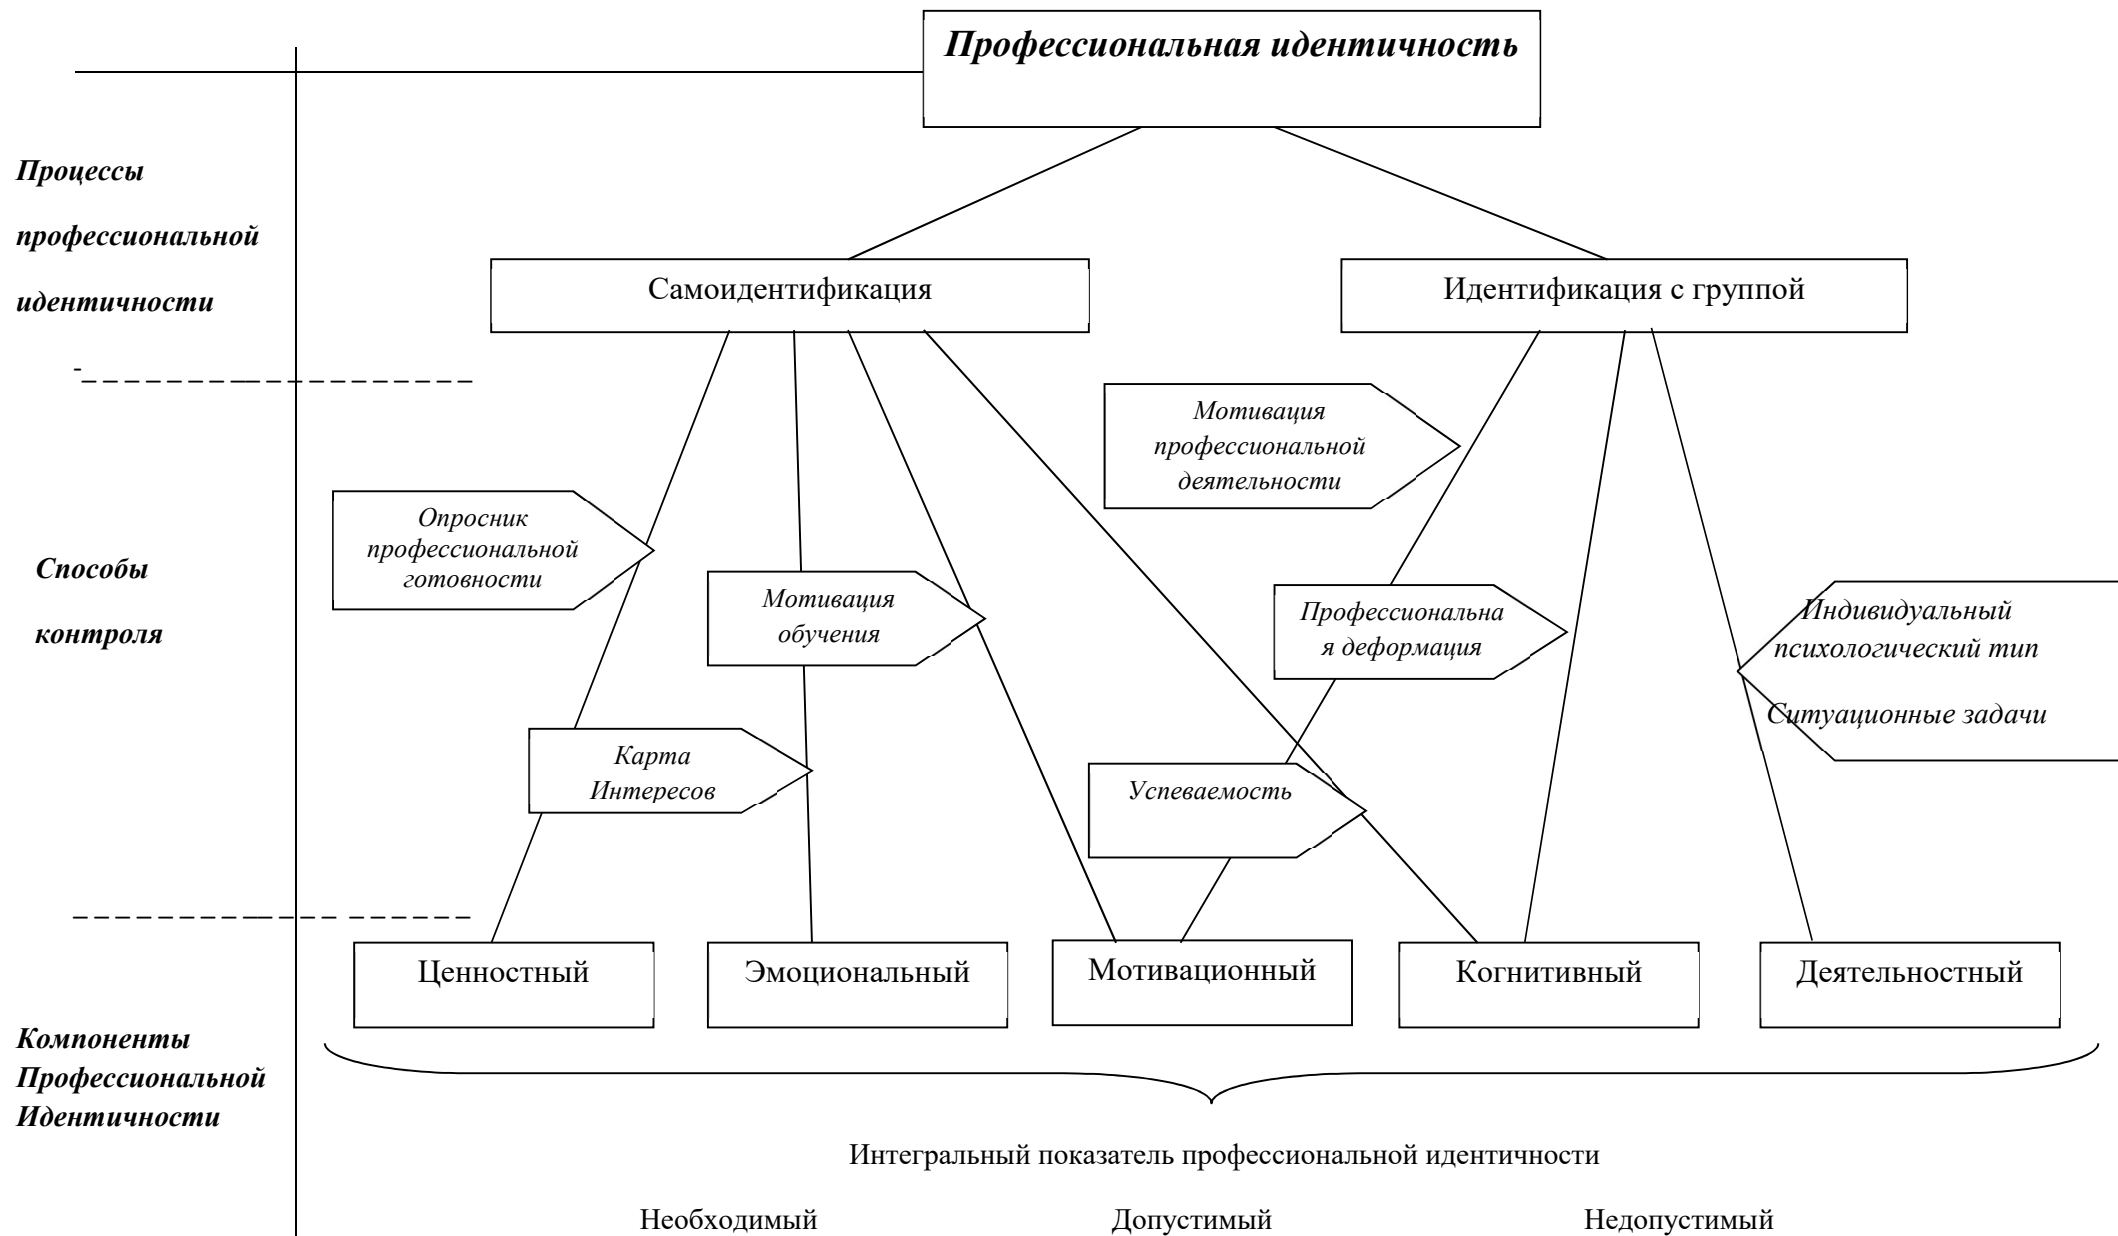 Профессиональная идентичность
Процессы
профессиональной
идентичности
Самоидентификация
Идентификация с группой
Способы
контроля
Мотивация
профессиональной
деятельности
Опросник
профессиональной
готовности
Мотивация
обучения
Профессиональна
я деформация
Индивидуальный
психологический тип
Ситуационные задачи
Карта
Интересов
Успеваемость
Компоненты
Профессиональной
Идентичности
Ценностный
Эмоциональный
Мотивационный
Когнитивный
Деятельностный
Интегральный показатель профессиональной идентичности
Необходимый Допустимый Недопустимый